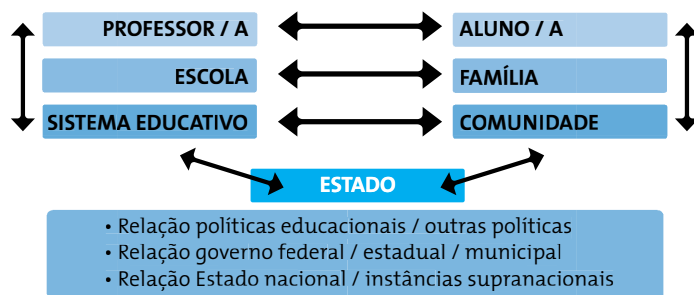 PROFESSOR / A
ALUNO / A
ESCOLA
FAMÍLIA
SISTEMA EDUCATIVO
COMUNIDADE
ESTADO
• Relação políticas educacionais / outras políticas
• Relação governo federal / estadual / municipal
• Relação Estado nacional / instâncias supranacionais